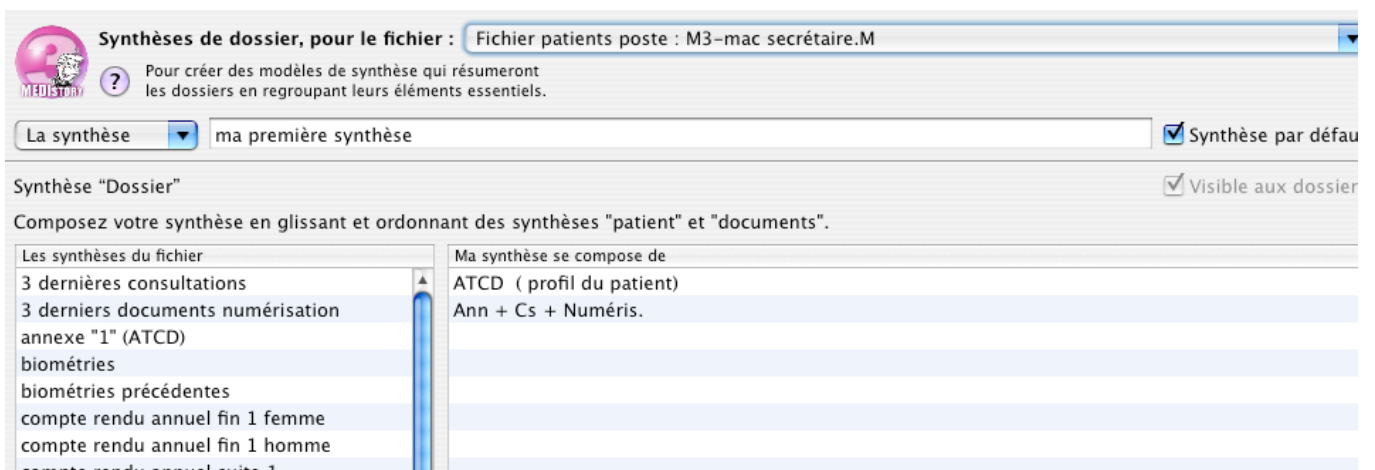 Synthèses de dossier, pour le fichier : Fichier patients poste : M3-mac secrétaire.M
MEDISTORY
? Pour créer des modèles de synthèse qui résumeront
les dossiers en regroupant leurs éléments essentiels.
La synthèse ma première synthèse Synthèse par défau
Synthèse “Dossier” Visible aux dossier
Composez votre synthèse en glissant et ordonnant des synthèses "patient" et "documents".
Les synthèses du fichier Ma synthèse se compose de
3 dernières consultations ATCD ( profil du patient)
3 derniers documents numérisation Ann + Cs + Numéris.
annexe "1" (ATCD)
biométries
biométries précédentes
compte rendu annuel fin 1 femme
compte rendu annuel fin 1 homme